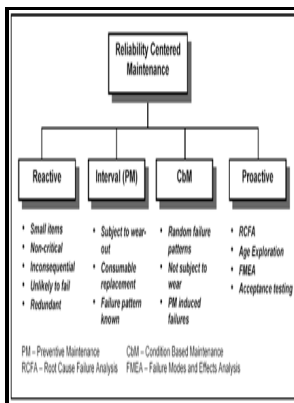 Reliability Centered
Maintenance
Reactive
Interval (PM)
CbM
Proactive
• Small items
• Non-critical
• Inconsequential
• Unlikely to fail
• Redundant
• Subject to wear-
out
• Consumable
replacement
• Failure pattern
known
• Random failure
patterns
• Not subject to
wear
• PM induced
failures
• RCFA
• Age Exploration
• FMEA
• Acceptance testing
PM – Preventive Maintenance
CbM – Condition Based Maintenance
RCFA – Root Cause Failure Analysis
FMEA – Failure Modes and Effects Analysis